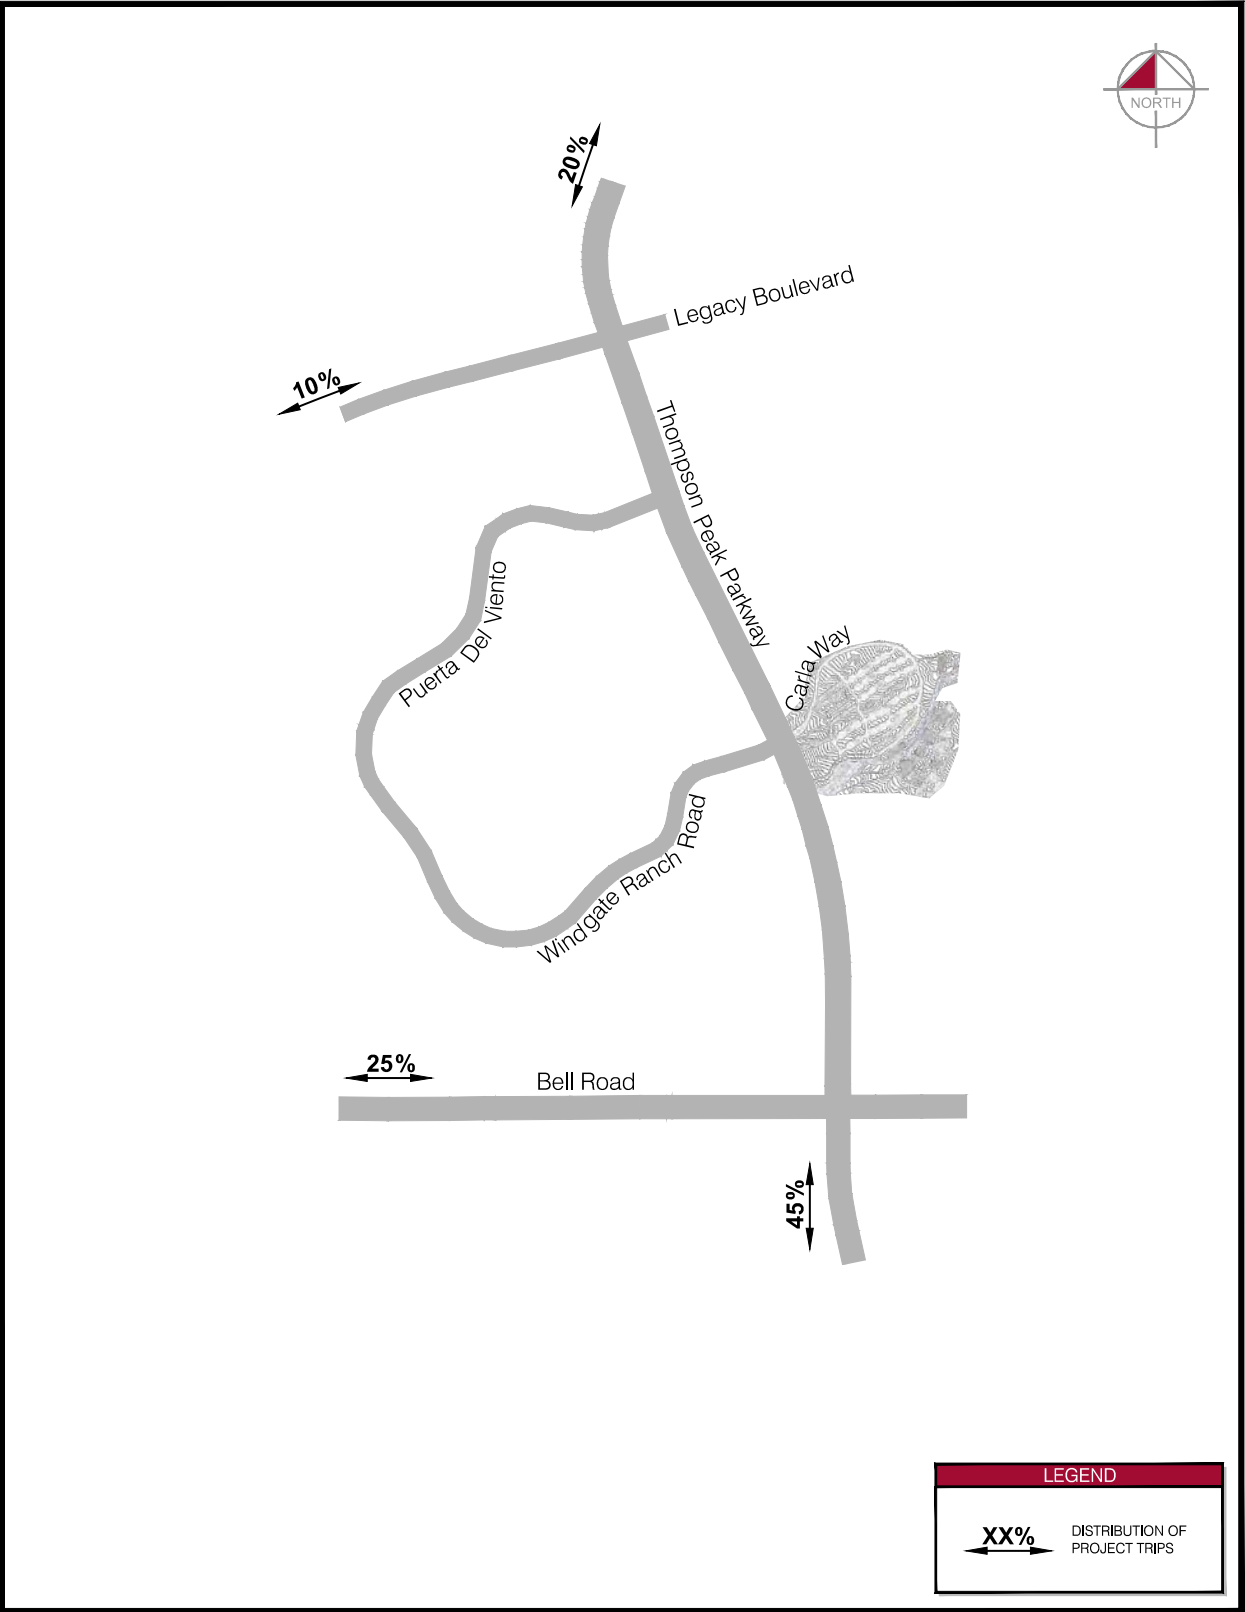 NORTH
20%
Legacy Boulevard
10%
Thompson Peak Parkway
Puerta Del Viento
Carla Way
Windgate Ranch Road
25%
Bell Road
45%
LEGEND
XX%
DISTRIBUTION OF
PROJECT TRIPS